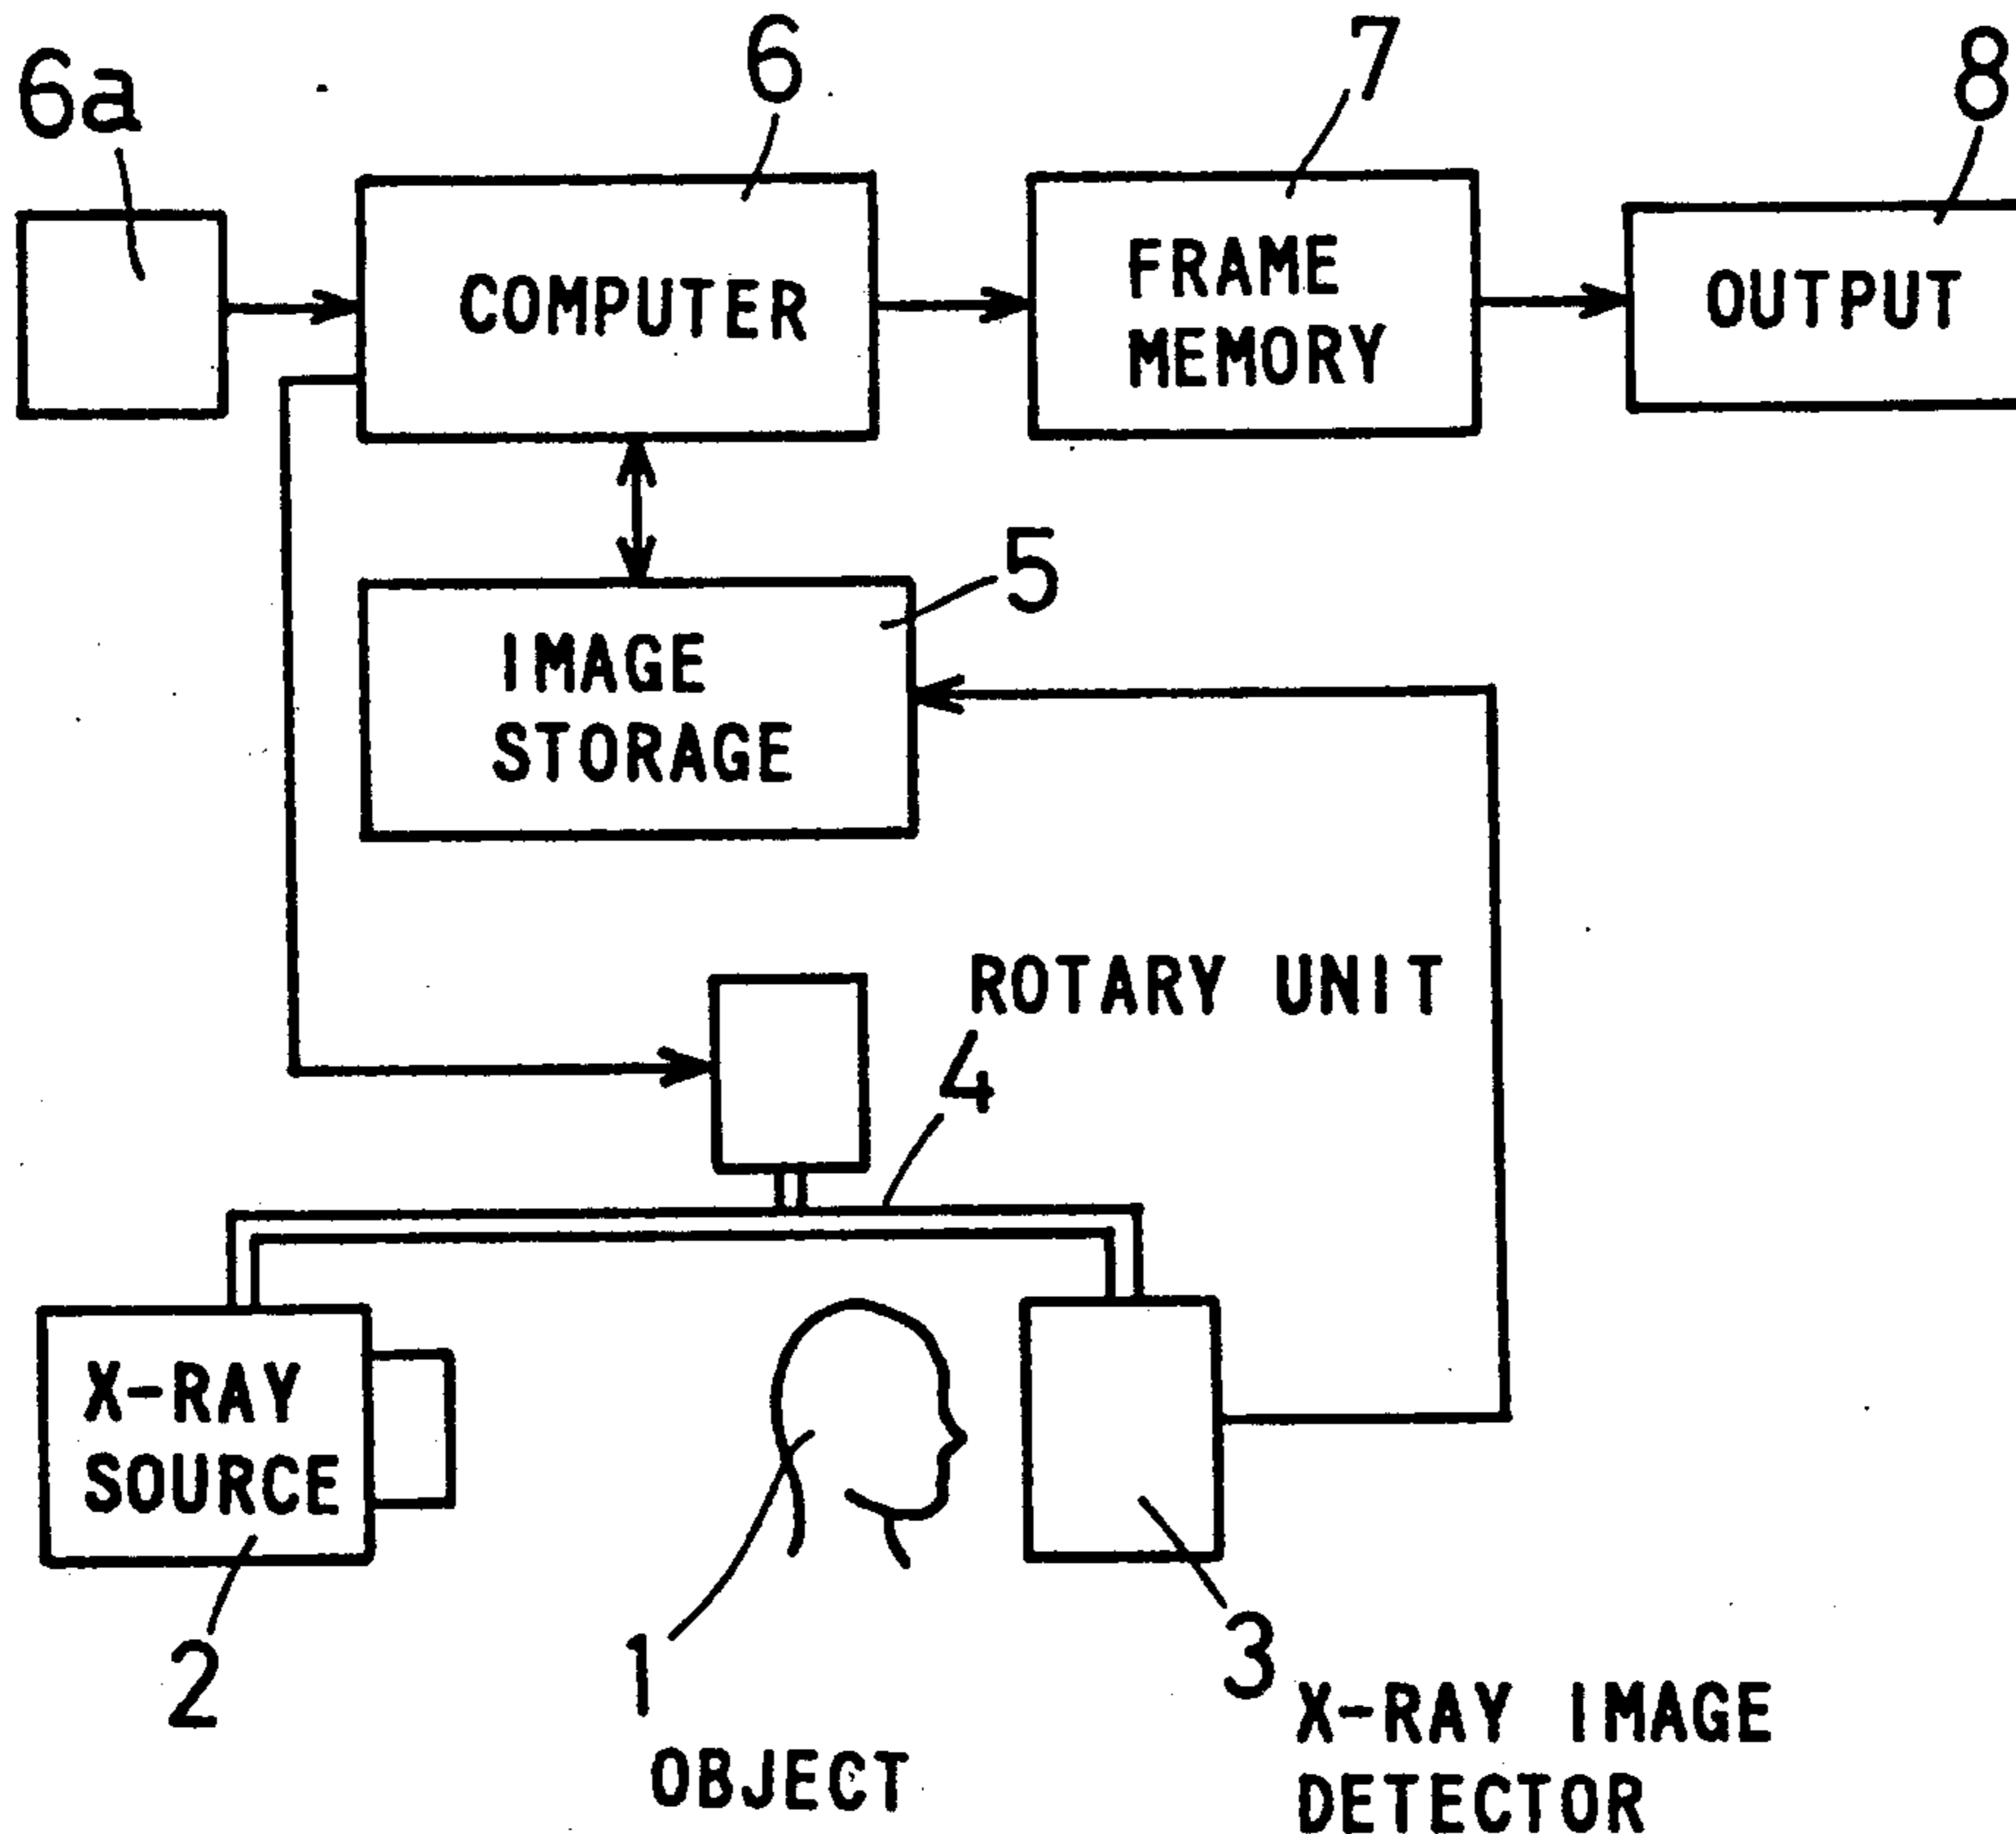 6a
6
7
8
COMPUTER
FRAME
MEMORY
OUTPUT
5
IMAGE
STORAGE
ROTARY UNIT
4
X-RAY
SOURCE
2
1
OBJECT
3
X-RAY IMAGE
DETECTOR